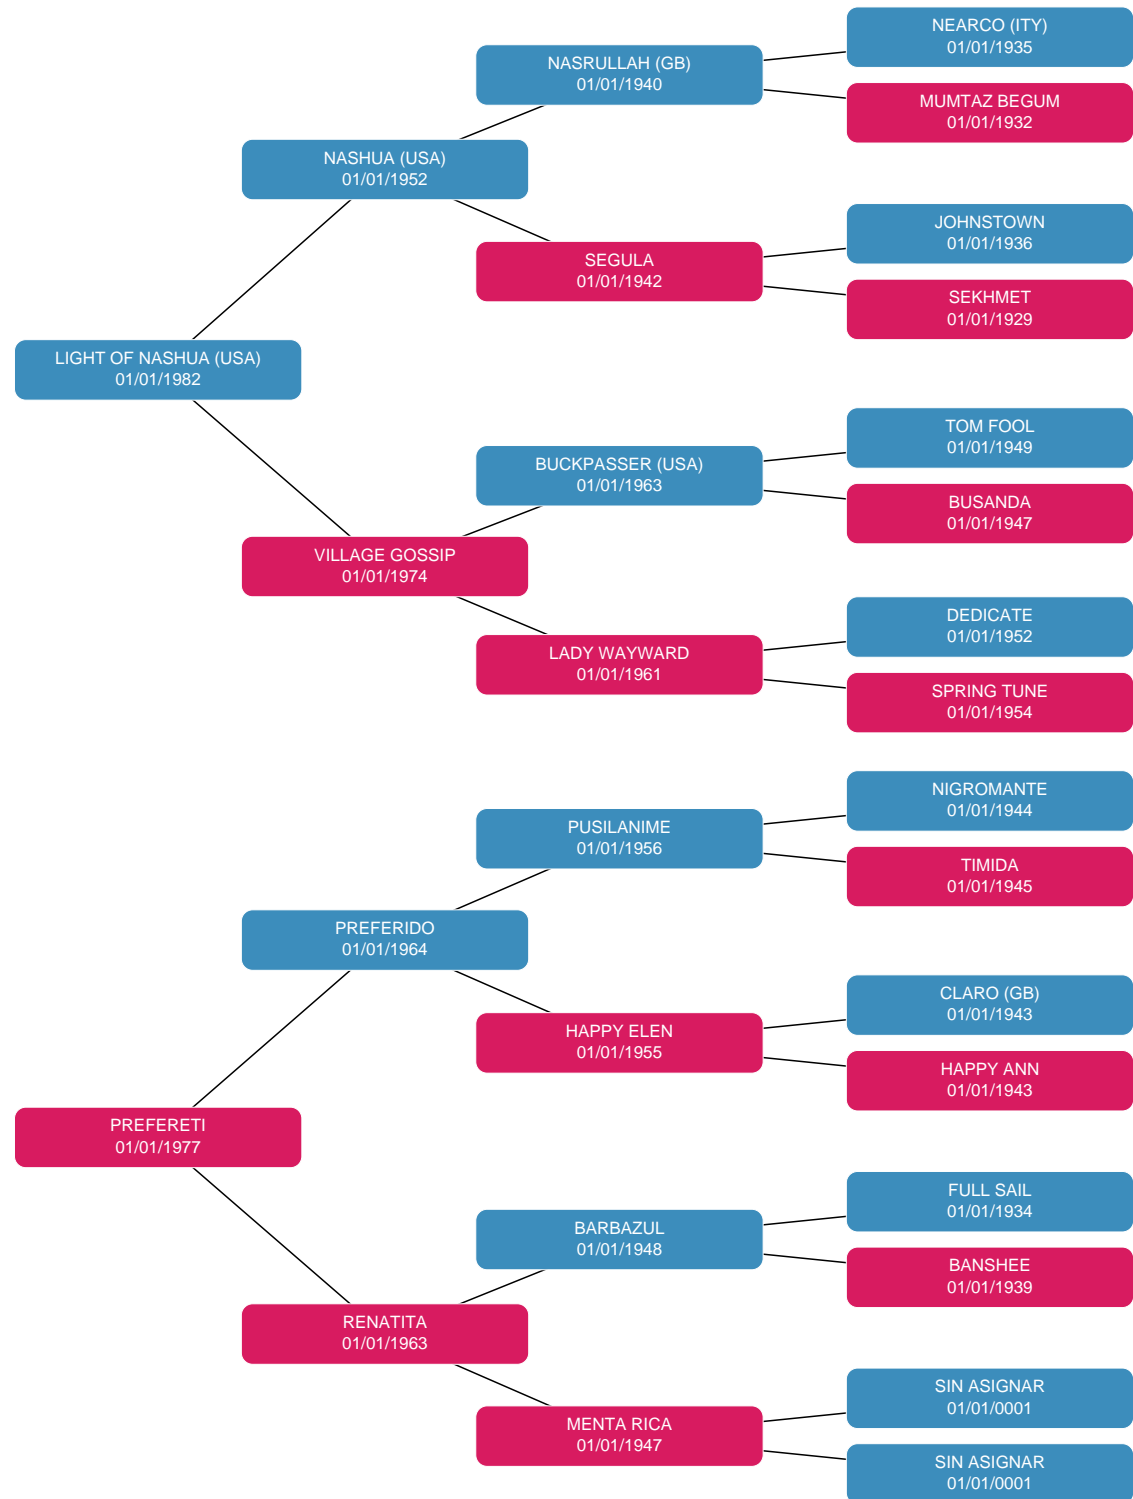 NEARCO (ITY)
01/01/1935
NASRULLAH (GB)
01/01/1940
MUMTAZ BEGUM
01/01/1932
NASHUA (USA)
01/01/1952
JOHNSTOWN
01/01/1936
SEGULA
01/01/1942
SEKHMET
01/01/1929
LIGHT OF NASHUA (USA)
01/01/1982
TOM FOOL
01/01/1949
BUCKPASSER (USA)
01/01/1963
BUSANDA
01/01/1947
VILLAGE GOSSIP
01/01/1974
DEDICATE
01/01/1952
LADY WAYWARD
01/01/1961
SPRING TUNE
01/01/1954
NIGROMANTE
01/01/1944
PUSILANIME
01/01/1956
TIMIDA
01/01/1945
PREFERIDO
01/01/1964
CLARO (GB)
01/01/1943
HAPPY ELEN
01/01/1955
HAPPY ANN
01/01/1943
PREFERETI
01/01/1977
FULL SAIL
01/01/1934
BARBAZUL
01/01/1948
BANSHEE
01/01/1939
RENATITA
01/01/1963
SIN ASIGNAR
01/01/0001
MENTA RICA
01/01/1947
SIN ASIGNAR
01/01/0001